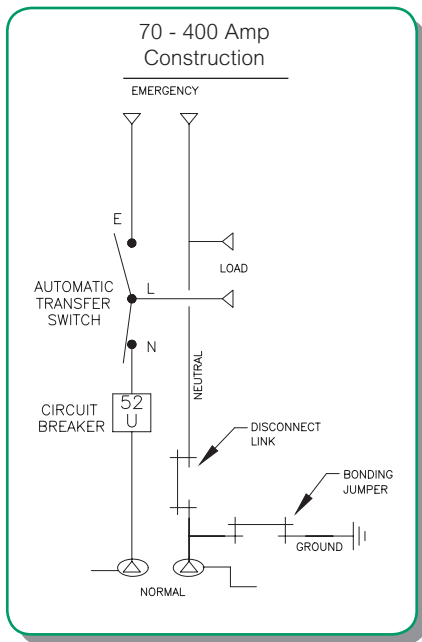 70 - 400 Amp
Construction
EMERGENCY
E
LOAD
L
AUTOMATIC
TRANSFER
SWITCH
N
NEUTRAL
52
U
CIRCUIT
BREAKER
DISCONNECT
LINK
BONDING
JUMPER
GROUND
NORMAL